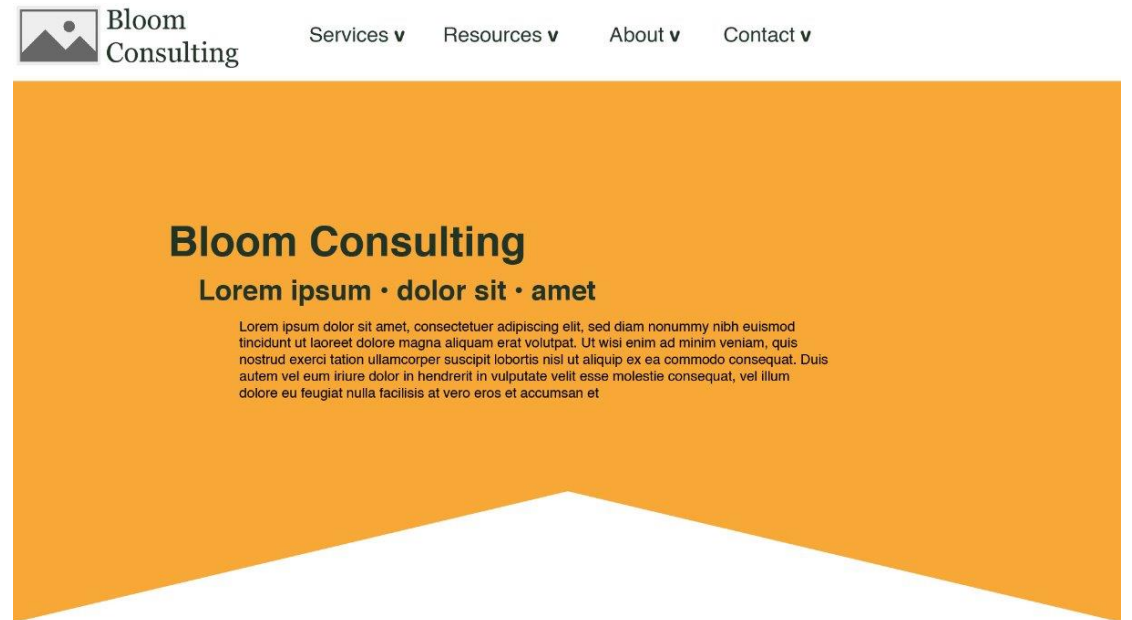 Bloom
Consulting
Services v
Resources v
About v
Contact v
Bloom Consulting
Lorem ipsum • dolor sit • amet
Lorem ipsum dolor sit amet, consectetuer adipiscing elit, sed diam nonummy nibh euismod
tincidunt ut laoreet dolore magna aliquam erat volutpat. Ut wisi enim ad minim veniam, quis
nostrud exerci tation ullamcorper suscipit lobortis nisl ut aliquip ex ea commodo consequat. Duis
autem vel eum iriure dolor in hendrerit in vulputate velit esse molestie consequat, vel illum
dolore eu feugiat nulla facilisis at vero eros et accumsan et